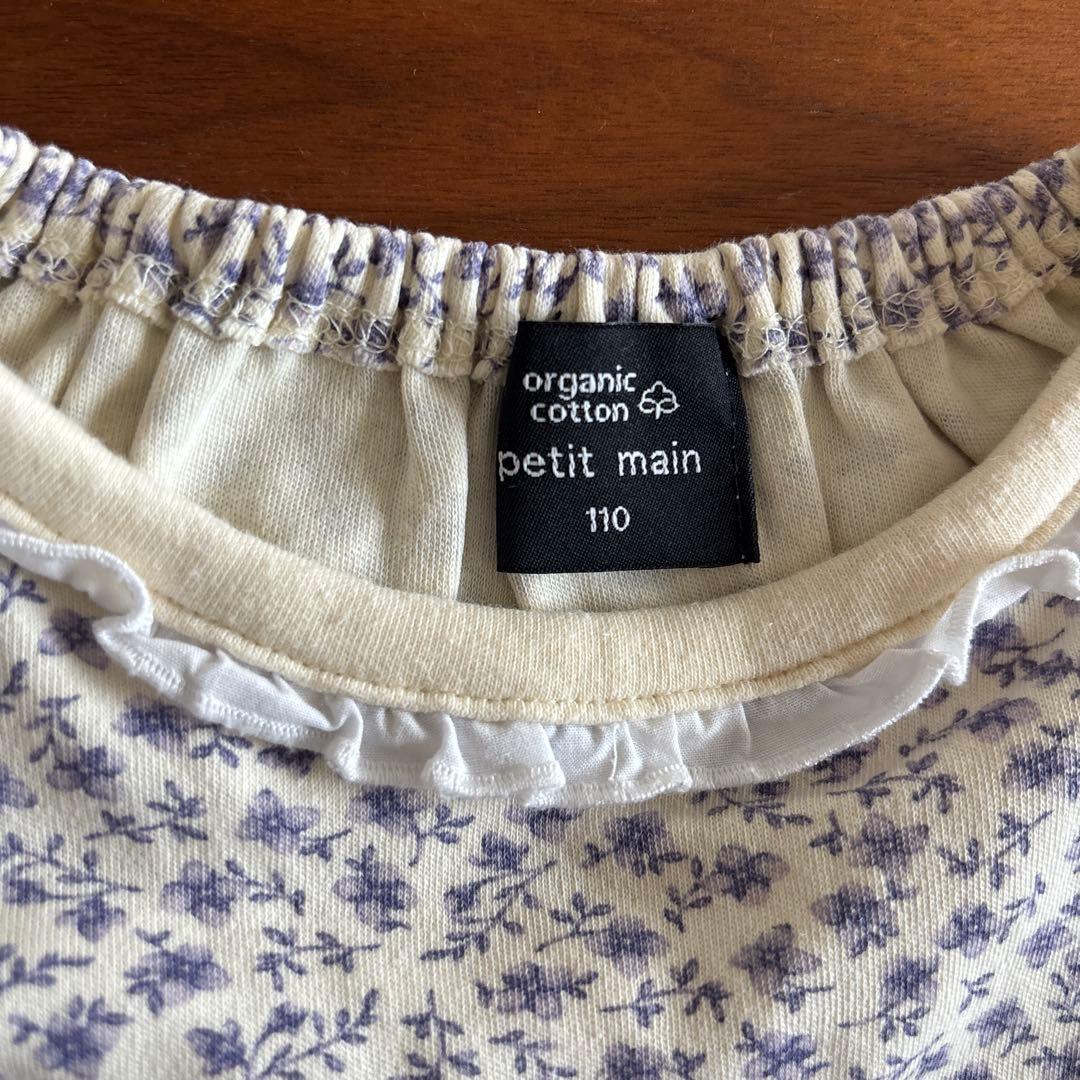 organic
cotton
petit main
110